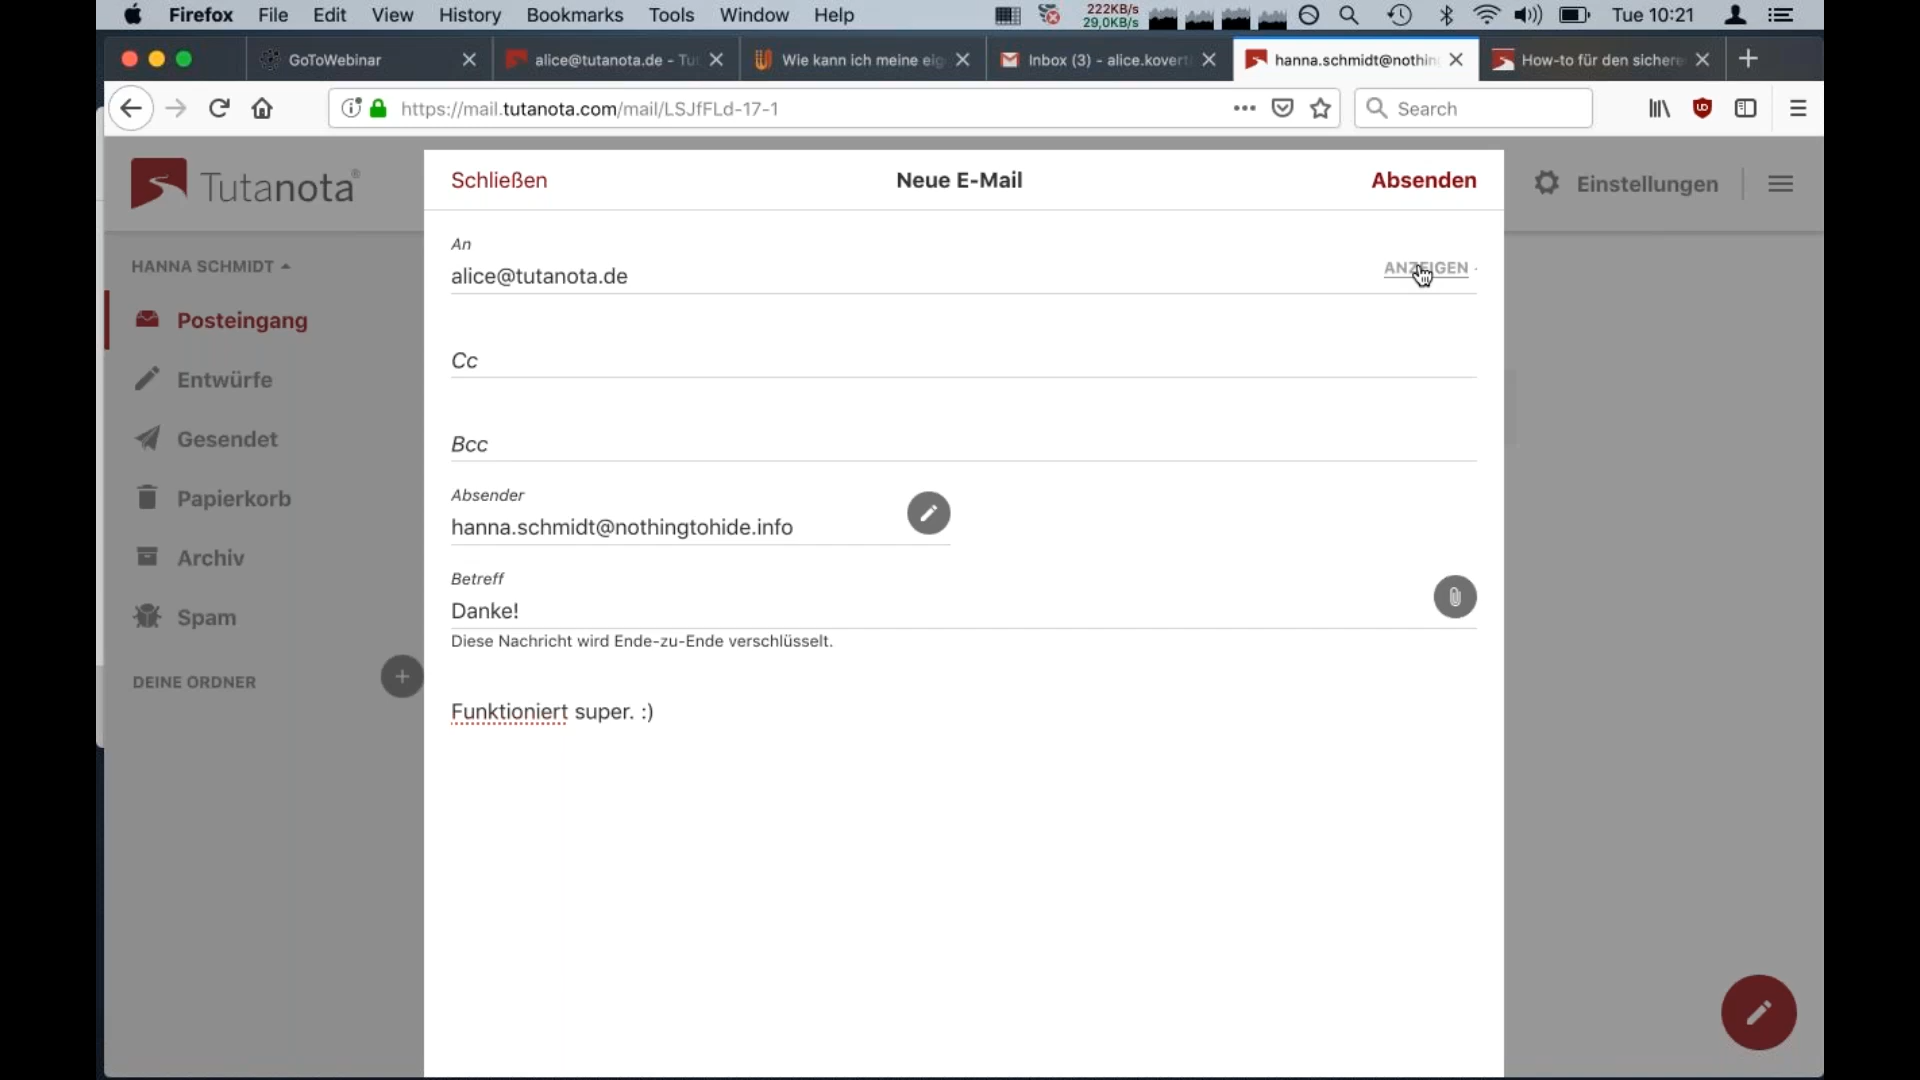 Firefox File Edit View History Bookmarks Tools Window Help 222KB/s 29,0KB/s Tue 10:21
GoToWebinar alice@tutanota.de - Tu Wie kann ich meine eig Inbox (3) - alice.kovert hanna.schmidt@nothin How-to für den sichere
https://mail.tutanota.com/mail/LSJfFLd-17-1 Search
Tutanota® Schließen Neue E-Mail Absenden Einstellungen
HANNA SCHMIDT
Posteingang
Entwürfe
Gesendet
Papierkorb
Archiv
Spam
DEINE ORDNER
An
alice@tutanota.de ANZEIGEN
Cc
Bcc
Absender
hanna.schmidt@nothingtohide.info
Betreff
Danke!
Diese Nachricht wird Ende-zu-Ende verschlüsselt.
Funktioniert super. :)